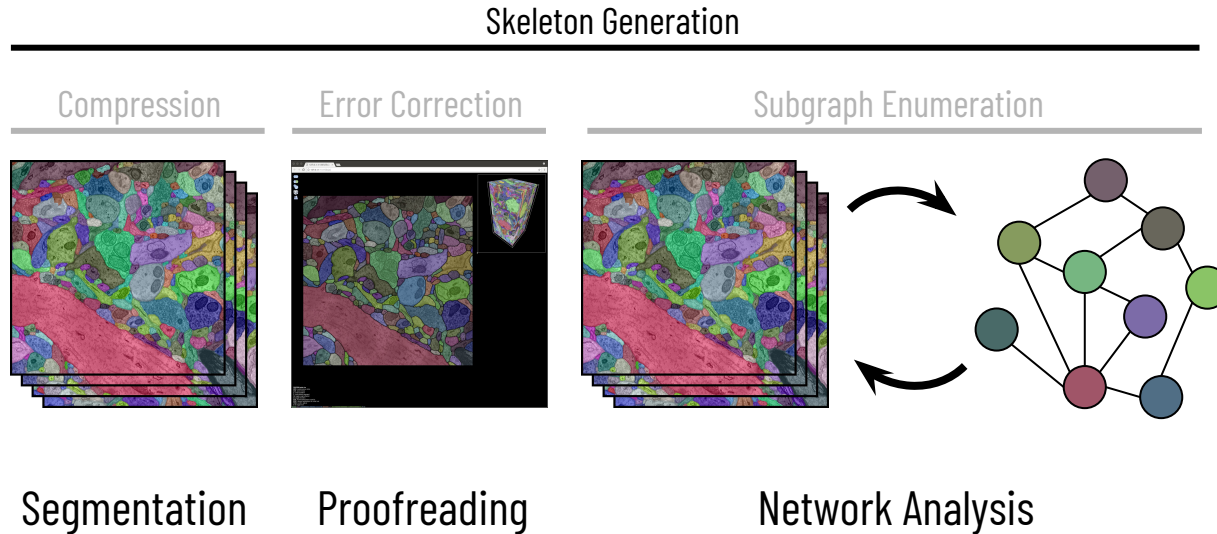 Skeleton Generation
Compression
Error Correction
Subgraph Enumeration
Segmentation
Proofreading
Network Analysis